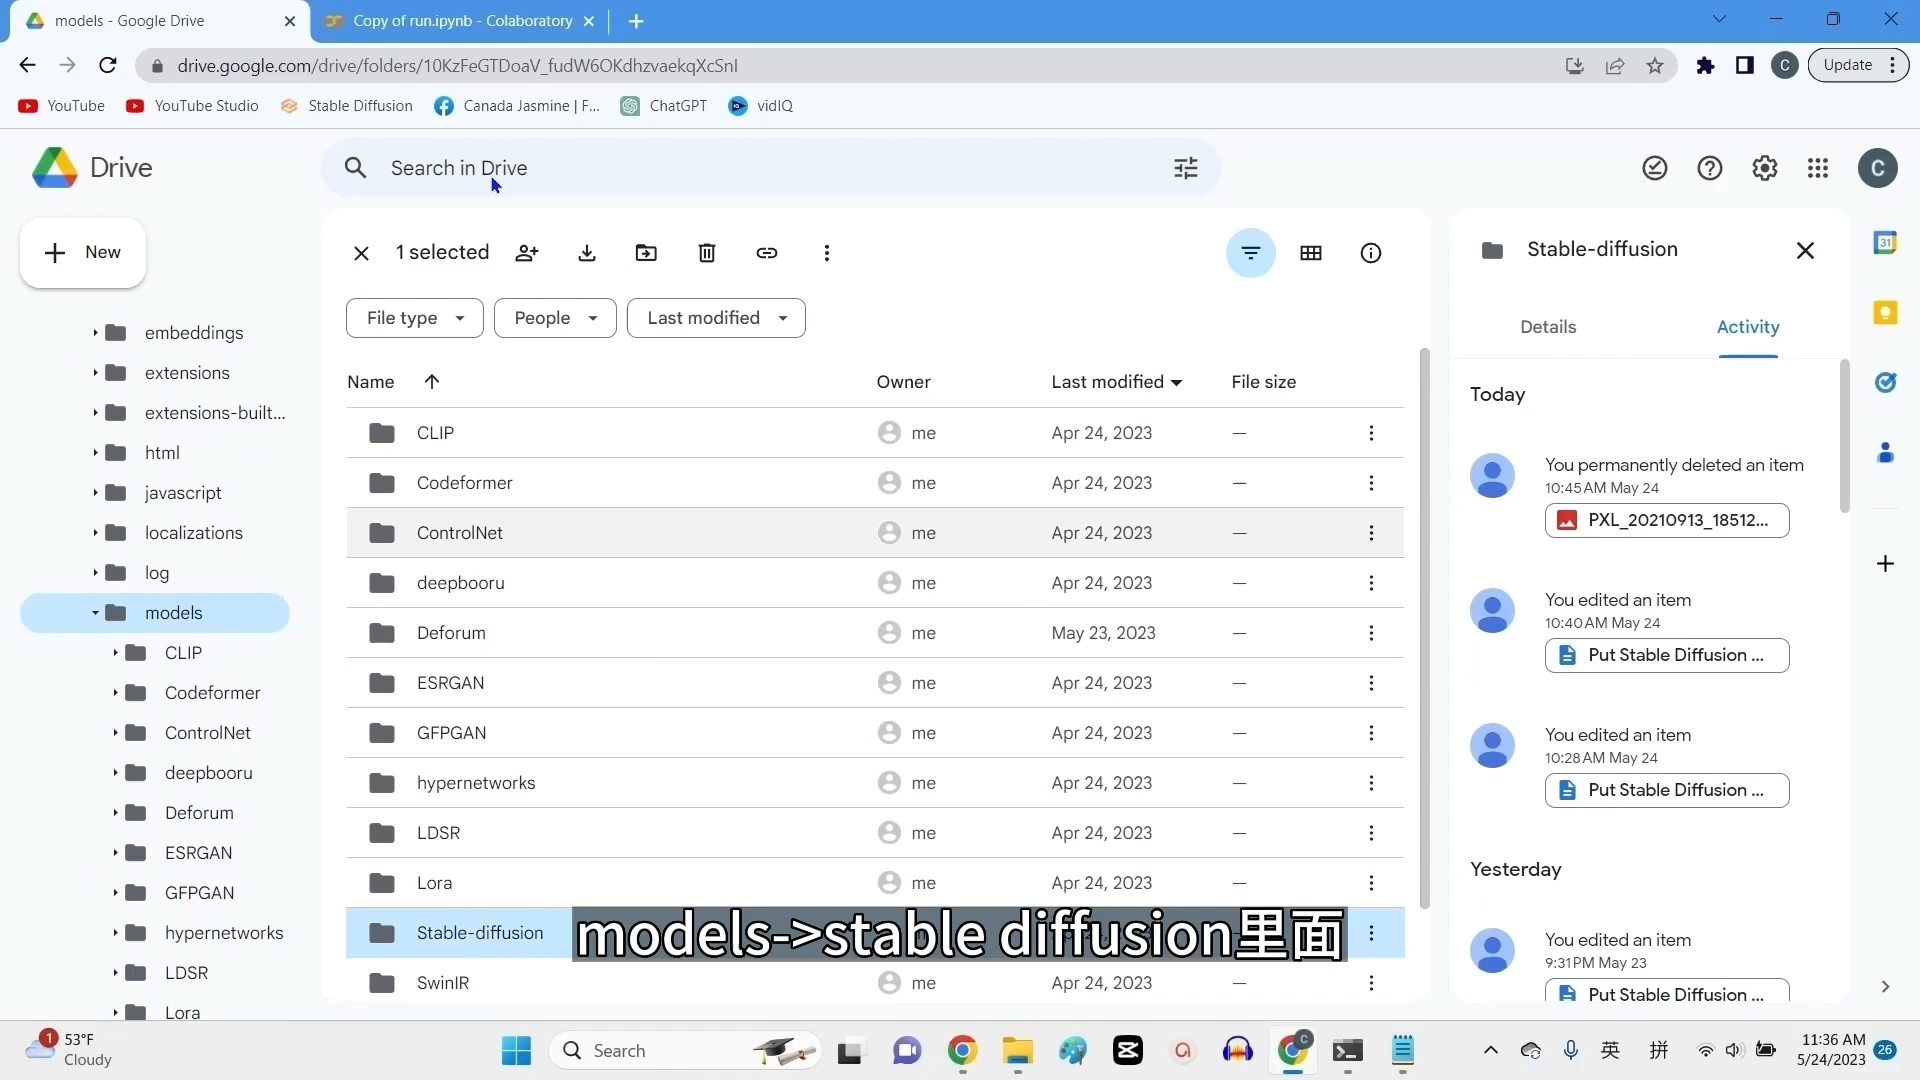 models - Google Drive
Copy of run.ipynb - Colaboratory
drive.google.com/drive/folders/10KzFeGTDoaV_fudW6OKdhzvaekqXcSnI
C
Update
YouTube
YouTube Studio
Stable Diffusion
Canada Jasmine | F...
ChatGPT
vidIQ
Drive
Search in Drive
C
New
1 selected
Stable-diffusion
File type
People
Last modified
Details
Activity
embeddings
extensions
extensions-built...
html
javascript
localizations
log
models
CLIP
Codeformer
ControlNet
deepbooru
Deforum
ESRGAN
GFPGAN
hypernetworks
LDSR
Lora
Name
Owner
Last modified
File size
CLIP me Apr 24, 2023 —
Codeformer me Apr 24, 2023 —
ControlNet me Apr 24, 2023 —
deepbooru me Apr 24, 2023 —
Deforum me May 23, 2023 —
ESRGAN me Apr 24, 2023 —
GFPGAN me Apr 24, 2023 —
hypernetworks me Apr 24, 2023 —
LDSR me Apr 24, 2023 —
Lora me Apr 24, 2023 —
Stable-diffusion
models->stable diffusion里面
SwinIR me Apr 24, 2023 —
Today
You permanently deleted an item
10:45 AM May 24
PXL_20210913_18512...
You edited an item
10:40 AM May 24
Put Stable Diffusion ...
You edited an item
10:28 AM May 24
Put Stable Diffusion ...
Yesterday
You edited an item
9:31 PM May 23
Put Stable Diffusion ...
31
1
53°F
Cloudy
Search
英
拼
11:36 AM
5/24/2023
26